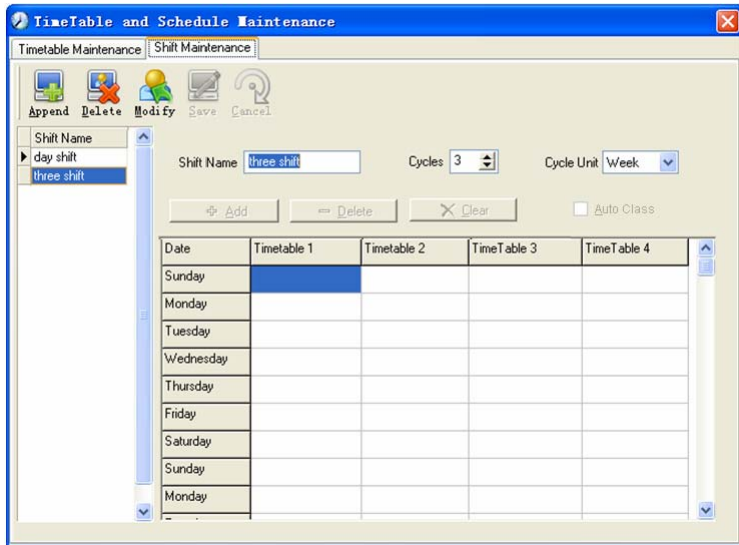 TimeTable and Schedule Maintenance
Timetable Maintenance Shift Maintenance
Append Delete Modify Save Cancel
Shift Name
day shift
three shift
Shift Name three shift Cycles 3 Cycle Unit Week
Add Delete Clear Auto Class
Date Timetable 1 Timetable 2 TimeTable 3 TimeTable 4
Sunday
Monday
Tuesday
Wednesday
Thursday
Friday
Saturday
Sunday
Monday